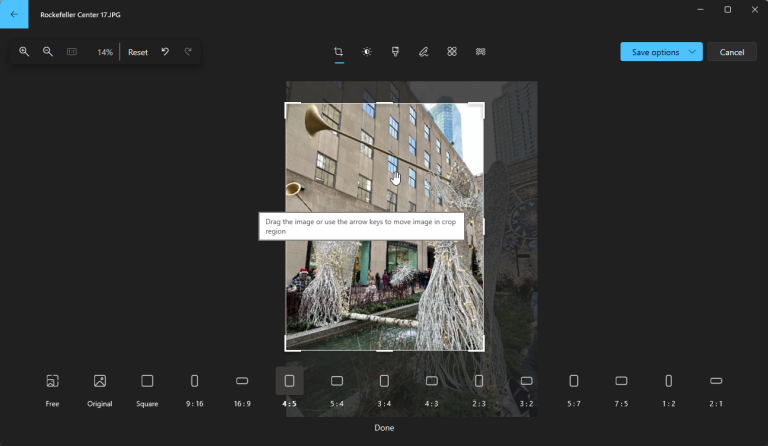 Rockefeller Center 17.JPG
14% Reset
Save options Cancel
Drag the image or use the arrow keys to move image in crop
region
Free Original Square 9:16 16:9 4:5 5:4 3:4 4:3 2:3 3:2 5:7 7:5 1:2 2:1
Done